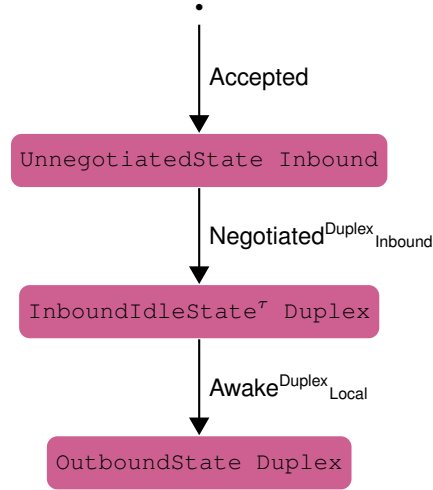 Accepted
UnnegotiatedState Inbound
Negotiated^Duplex_Inbound
InboundIdleState^τ Duplex
Awake^Duplex_Local
OutboundState Duplex